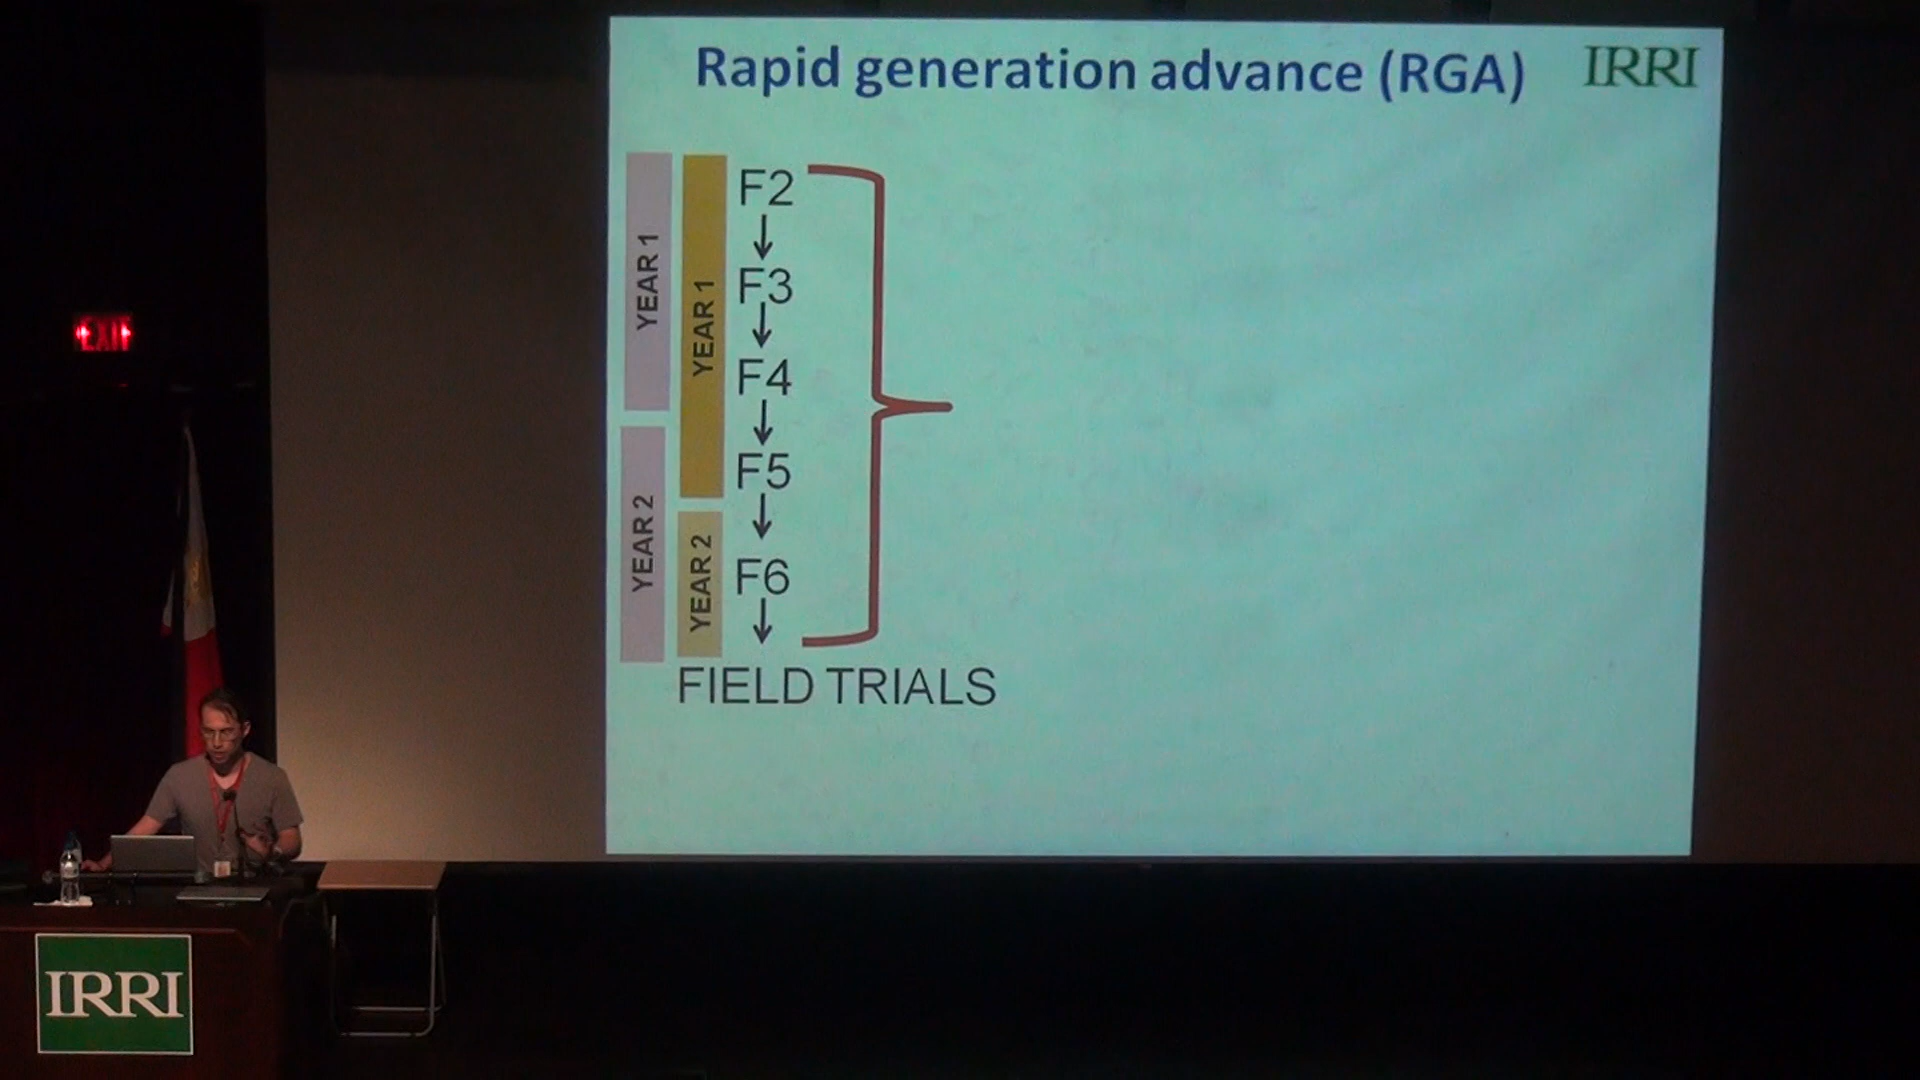 Rapid generation advance (RGA)
IRRI
YEAR 1
YEAR 1
F2
F3
F4
F5
YEAR 2
YEAR 2
F6
FIELD TRIALS
EXIT
IRRI